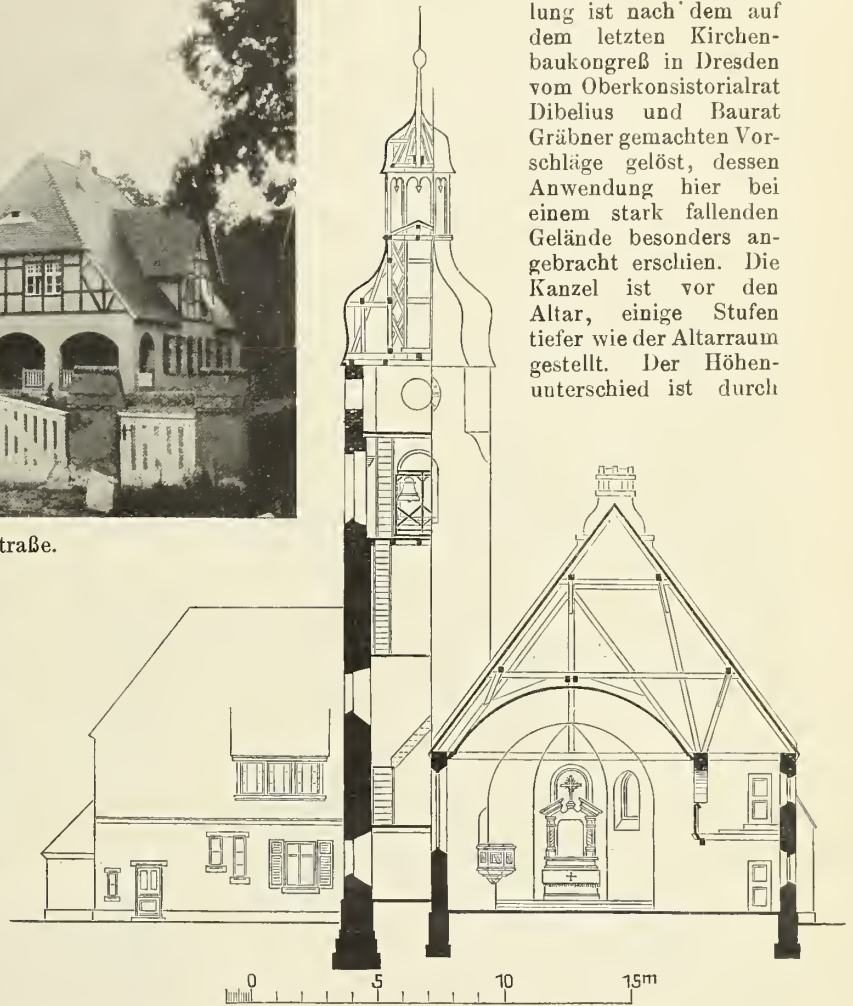 lung ist nach dem auf
dem letzten Kirchen-
baukongreß in Dresden
vom Oberkonsistorialrat
Dibelius und Baurat
Gräbner gemachten Vor-
schläge gelöst, dessen
Anwendung hier bei
einem stark fallenden
Gelände besonders an-
gebracht erschien. Die
Kanzel ist vor den
Altar, einige Stufen
tiefer wie der Altarraum
gestellt. Der Höhen-
unterschied ist durch
traße.
0 5 10 15m